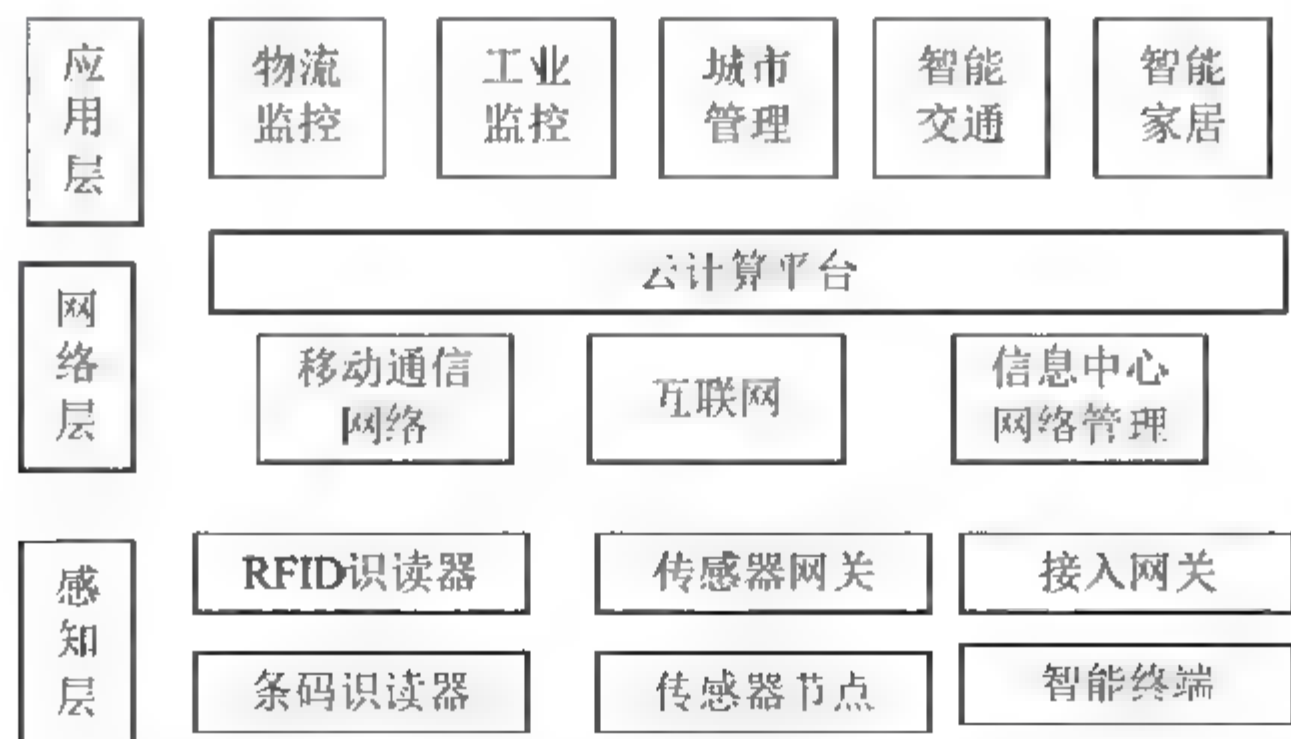 应
用
层
物流
监控
工业
监控
城市
管理
智能
交通
智能
家居
网
络
层
云计算平台
移动通信
网络
互联网
信息中心
网络管理
感
知
层
RFID识读器
传感器网关
接入网关
条码识读器
传感器节点
智能终端